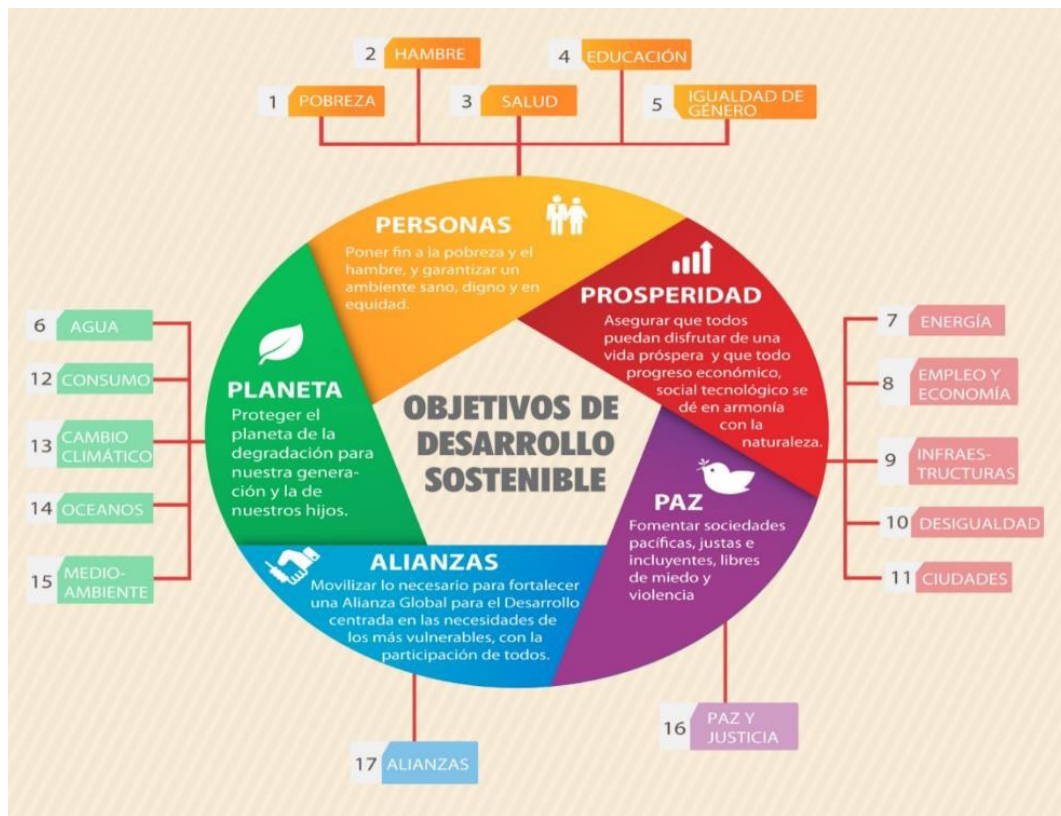 2 HAMBRE
4 EDUCACIÓN
1 POBREZA
3 SALUD
5 IGUALDAD DE
GÉNERO
PERSONAS
Poner fin a la pobreza y el
hambre, y garantizar un
ambiente sano, digno y en
equidad.
PROSPERIDAD
Asegurar que todos
puedan disfrutar de una
vida próspera y que todo
progreso económico,
social tecnológico se
dé en armonía
con la
naturaleza.
6 AGUA
12 CONSUMO
13 CAMBIO
CLIMÁTICO
14 OCEANOS
15 MEDIO-
AMBIENTE
PLANETA
Proteger el
planeta de la
degradación para
nuestra genera-
ción y la de
nuestros hijos.
OBJETIVOS DE
DESARROLLO
SOSTENIBLE
7 ENERGÍA
8 EMPLEO Y
ECONOMÍA
9 INFRAES-
TRUCTURAS
10 DESIGUALDAD
11 CIUDADES
PAZ
Fomentar sociedades
pacíficas, justas e
incluyentes, libres
de miedo y
violencia
ALIANZAS
Movilizar lo necesario para fortalecer
una Alianza Global para el Desarrollo
centrada en las necesidades de
los más vulnerables, con la
participación de todos.
16 PAZ Y
JUSTICIA
17 ALIANZAS